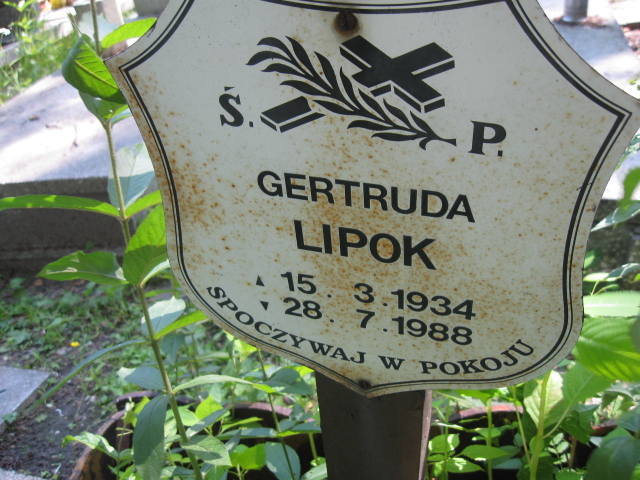 Ś. P.
GERTRUDA
LIPOK
▲ 15. 3.1934
▼ 28. 7.1988
SPOCZYWAJ W POKOJU